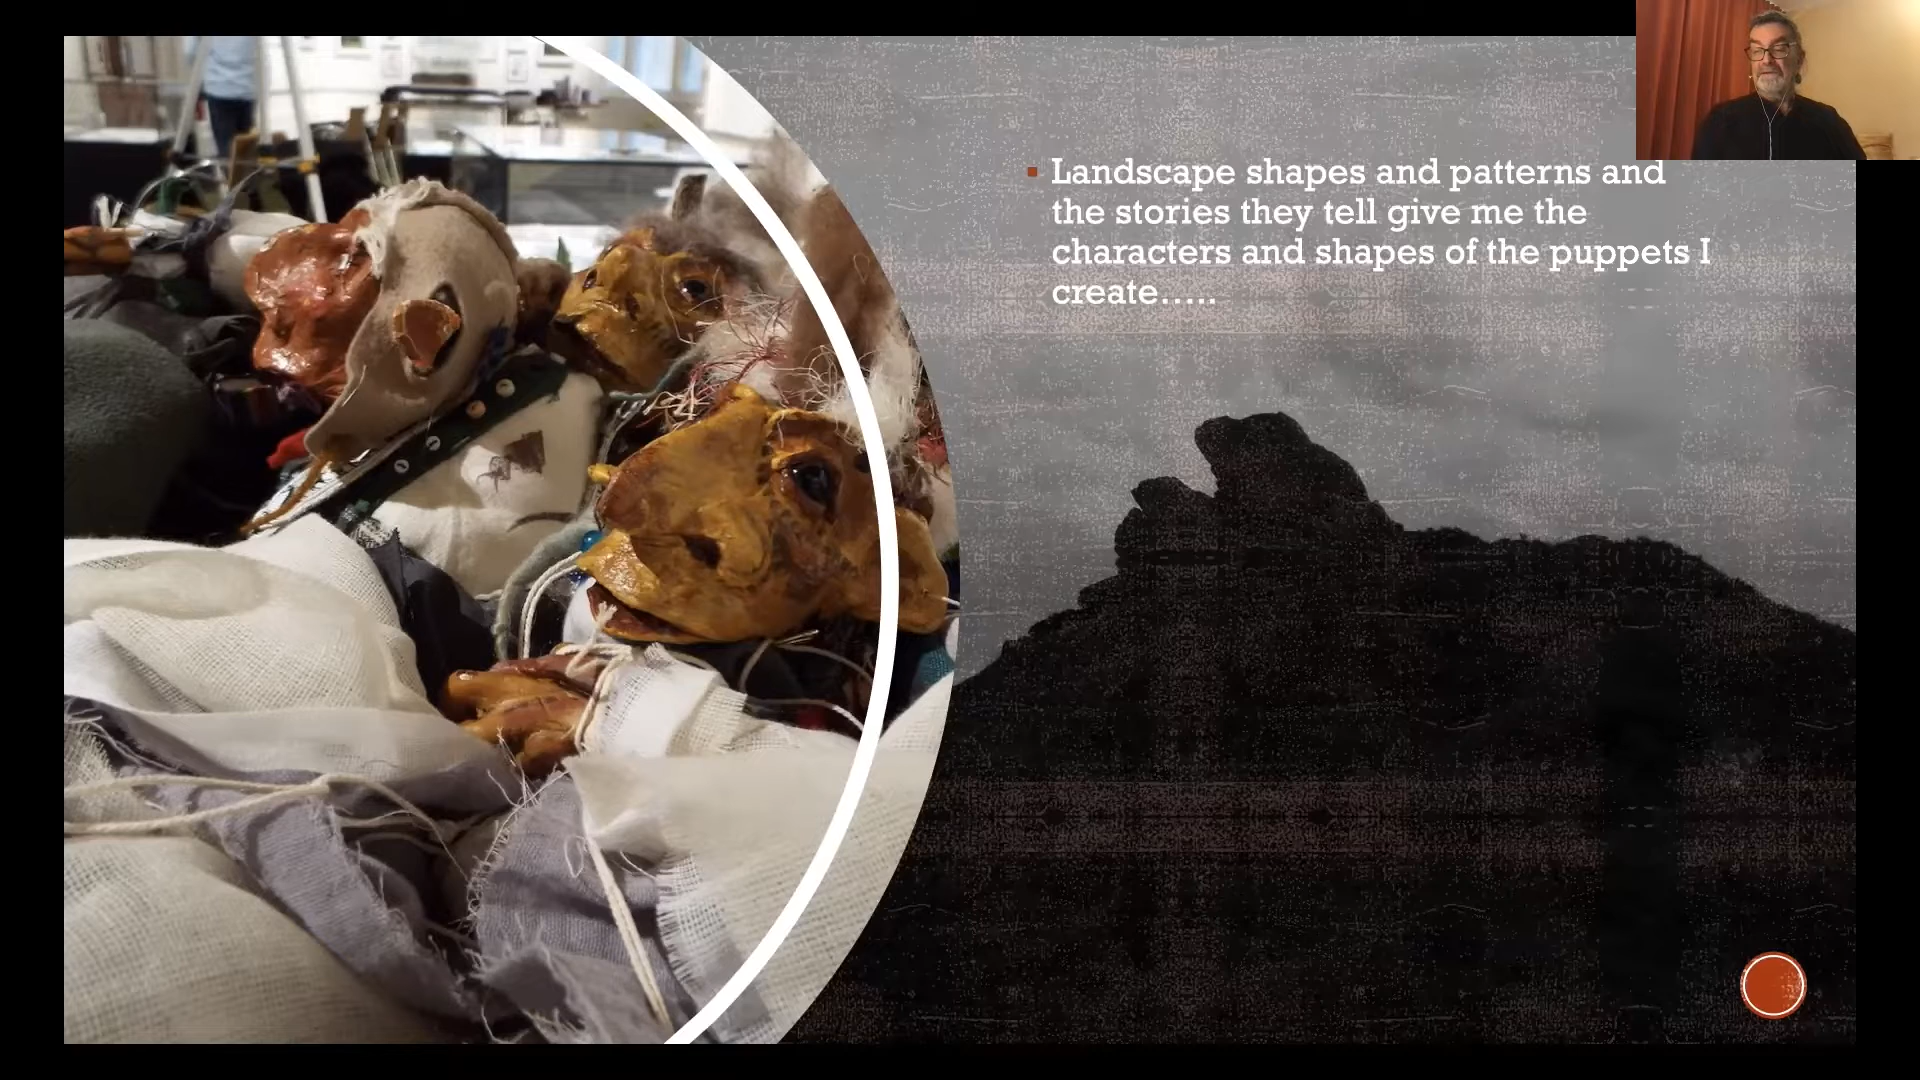 Landscape shapes and patterns and
the stories they tell give me the
characters and shapes of the puppets I
create.....